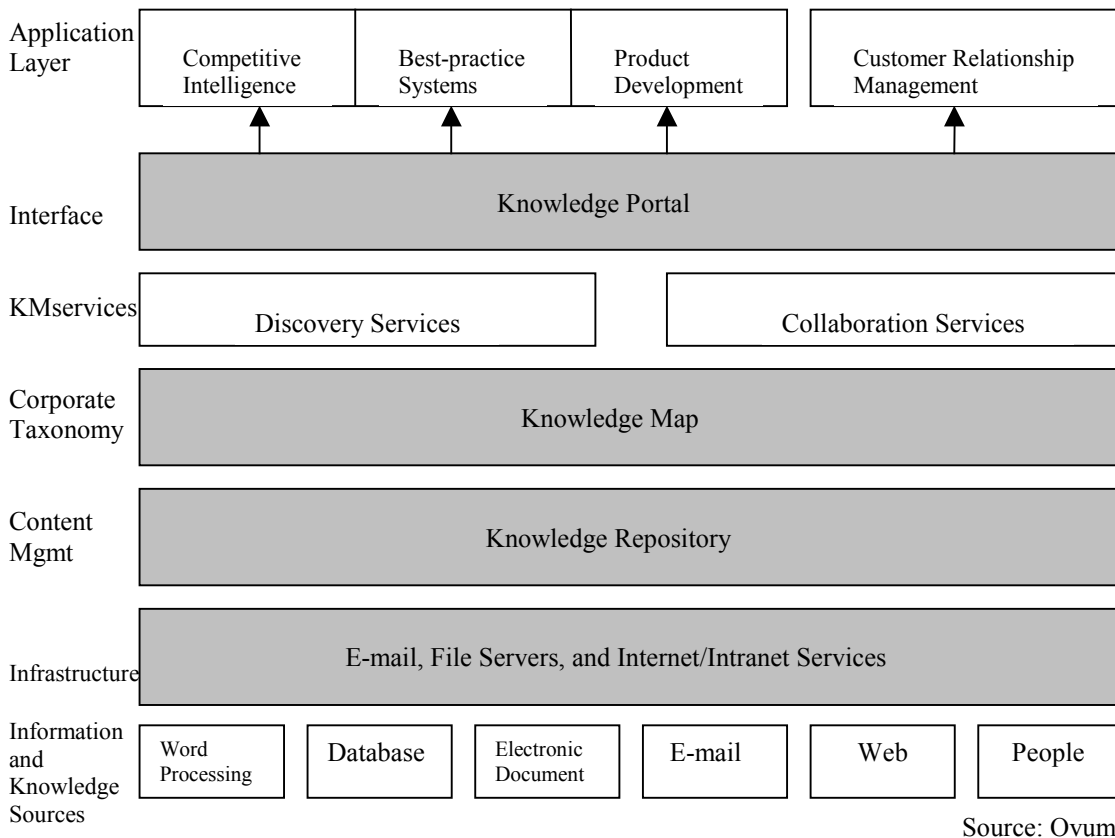 Application
Layer
Competitive
Intelligence
Best-practice
Systems
Product
Development
Customer Relationship
Management
Interface
Knowledge Portal
KMservices
Discovery Services
Collaboration Services
Corporate
Taxonomy
Knowledge Map
Content
Mgmt
Knowledge Repository
Infrastructure
E-mail, File Servers, and Internet/Intranet Services
Information
and
Knowledge
Sources
Word
Processing
Database
Electronic
Document
E-mail
Web
People
Source: Ovum